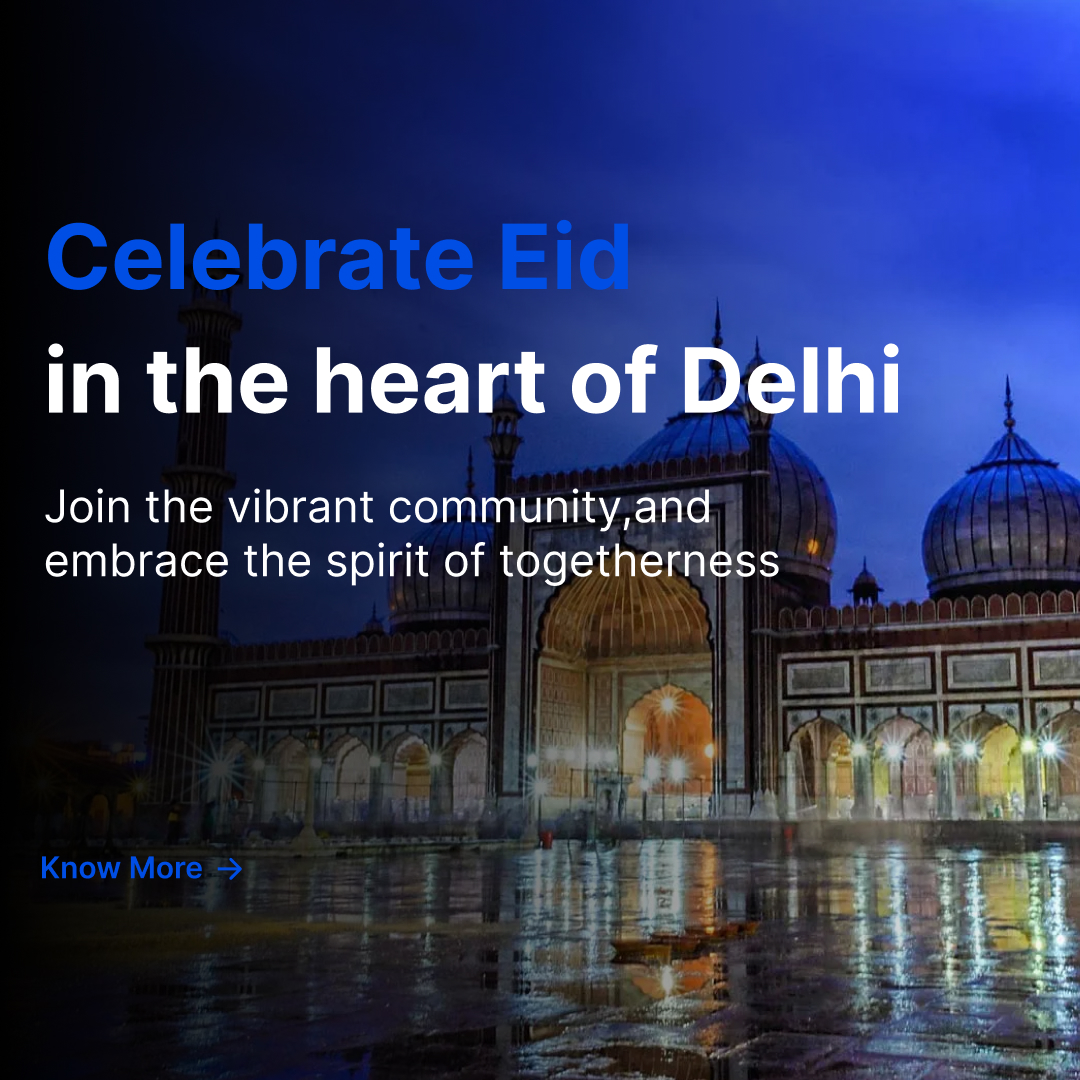 Celebrate Eid
in the heart of Delhi
Join the vibrant community,and
embrace the spirit of togetherness
Know More →